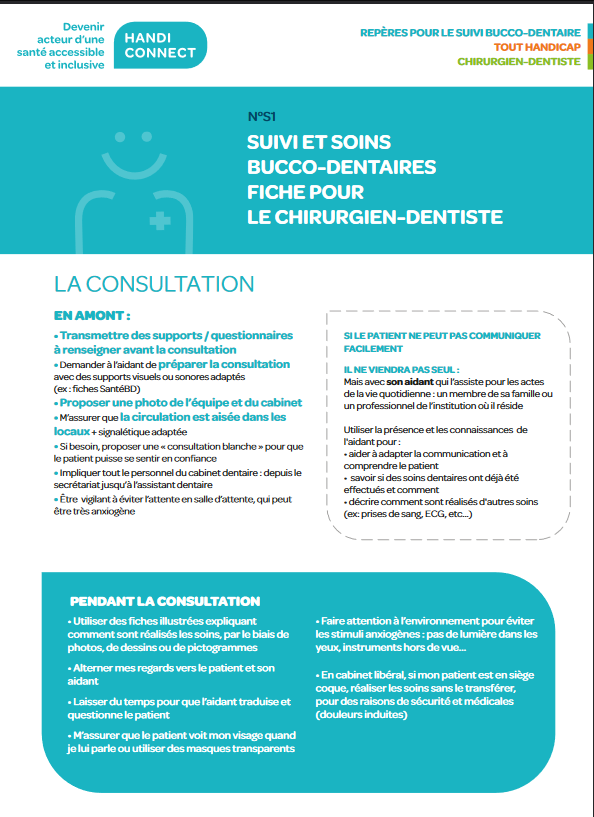 Devenir
acteur d'une
santé accessible
et inclusive
HANDI
CONNECT
REPÈRES POUR LE SUIVI BUCCO-DENTAIRE
TOUT HANDICAP
CHIRURGIEN-DENTISTE
N°S1
SUIVI ET SOINS
BUCCO-DENTAIRES
FICHE POUR
LE CHIRURGIEN-DENTISTE
LA CONSULTATION
EN AMONT :
• Transmettre des supports / questionnaires
à renseigner avant la consultation
• Demander à l'aidant de préparer la consultation
avec des supports visuels ou sonores adaptés
(ex : fiches SantéBD)
• Proposer une photo de l'équipe et du cabinet
• M'assurer que la circulation est aisée dans les
locaux + signalétique adaptée
• Si besoin, proposer une « consultation blanche » pour que
le patient puisse se sentir en confiance
• Impliquer tout le personnel du cabinet dentaire : depuis le
secrétariat jusqu'à l'assistant dentaire
• Être vigilant à éviter l'attente en salle d'attente, qui peut
être très anxiogène
SI LE PATIENT NE PEUT PAS COMMUNIQUER
FACILEMENT
IL NE VIENDRA PAS SEUL :
Mais avec son aidant qui l'assiste pour les actes
de la vie quotidienne : un membre de sa famille ou
un professionnel de l'institution où il réside
Utiliser la présence et les connaissances de
l'aidant pour :
• aider à adapter la communication et à
comprendre le patient
• savoir si des soins dentaires ont déjà été
effectués et comment
• décrire comment sont réalisés d'autres soins
(ex: prises de sang, ECG, etc...)
PENDANT LA CONSULTATION
• Utiliser des fiches illustrées expliquant
comment sont réalisés les soins, par le biais de
photos, de dessins ou de pictogrammes
• Alterner mes regards vers le patient et son
aidant
• Laisser du temps pour que l'aidant traduise et
questionne le patient
• M'assurer que le patient voit mon visage quand
je lui parle ou utiliser des masques transparents
• Faire attention à l'environnement pour éviter
les stimuli anxiogènes : pas de lumière dans les
yeux, instruments hors de vue...
• En cabinet libéral, si mon patient est en siège
coque, réaliser les soins sans le transférer,
pour des raisons de sécurité et médicales
(douleurs induites)